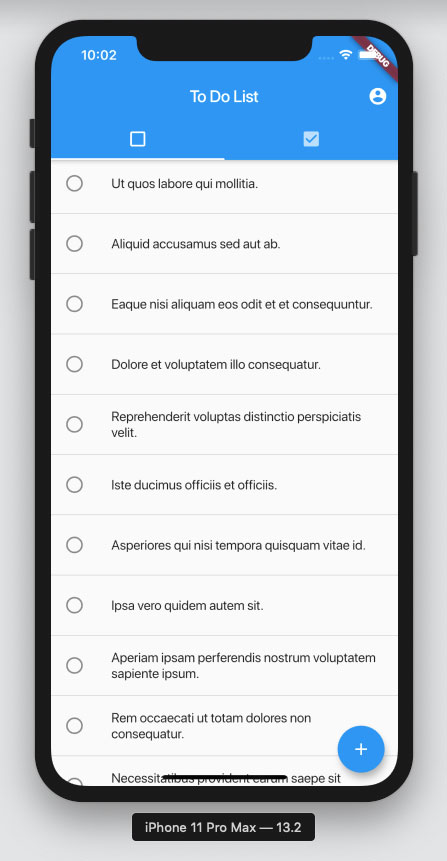 10:02
DEBUG
To Do List
Ut quos labore qui mollitia.
Aliquid accusamus sed aut ab.
Eaque nisi aliquam eos odit et et consequuntur.
Dolore et voluptatem illo consequatur.
Reprehenderit voluptas distinctio perspiciatis
velit.
Iste ducimus officiis et officiis.
Asperiores qui nisi tempora quisquam vitae id.
Ipsa vero quidem autem sit.
Aperiam ipsam perferendis nostrum voluptatem
sapiente ipsum.
Rem occaecati ut totam dolores non
consequatur.
Necessitatibus provident earum saepe sit
iPhone 11 Pro Max — 13.2